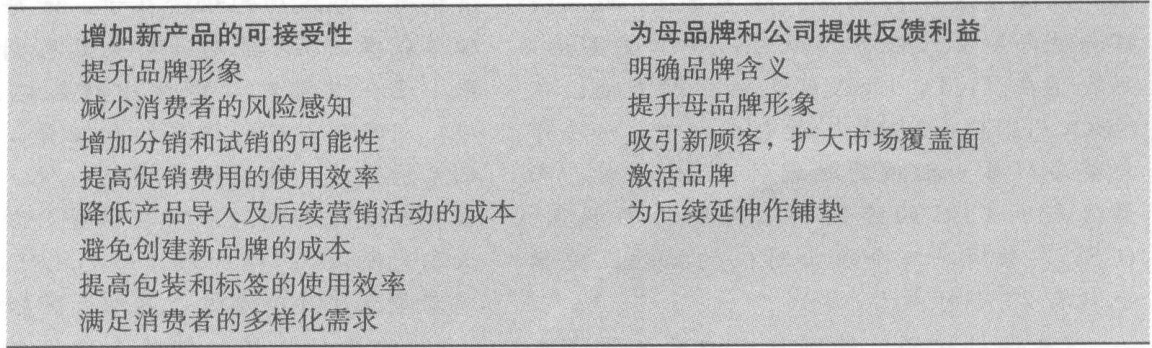 增加新产品的可接受性
提升品牌形象
减少消费者的风险感知
增加分销和试销的可能性
提高促销费用的使用效率
降低产品导入及后续营销活动的成本
避免创建新品牌的成本
提高包装和标签的使用效率
满足消费者的多样化需求
为母品牌和公司提供反馈利益
明确品牌含义
提升母品牌形象
吸引新顾客，扩大市场覆盖面
激活品牌
为后续延伸作铺垫